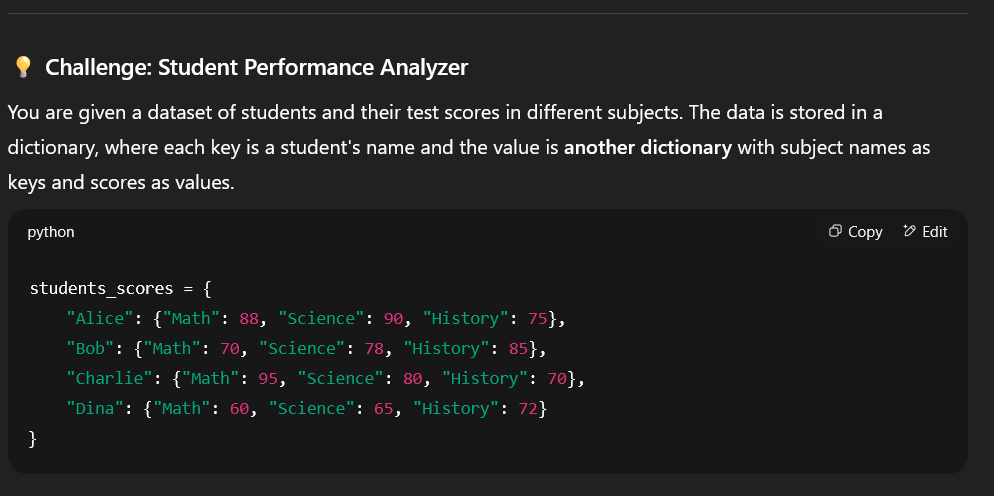 💡 Challenge: Student Performance Analyzer
You are given a dataset of students and their test scores in different subjects. The data is stored in a
dictionary, where each key is a student's name and the value is another dictionary with subject names as
keys and scores as values.
python Copy Edit
students_scores = {
    "Alice": {"Math": 88, "Science": 90, "History": 75},
    "Bob": {"Math": 70, "Science": 78, "History": 85},
    "Charlie": {"Math": 95, "Science": 80, "History": 70},
    "Dina": {"Math": 60, "Science": 65, "History": 72}
}